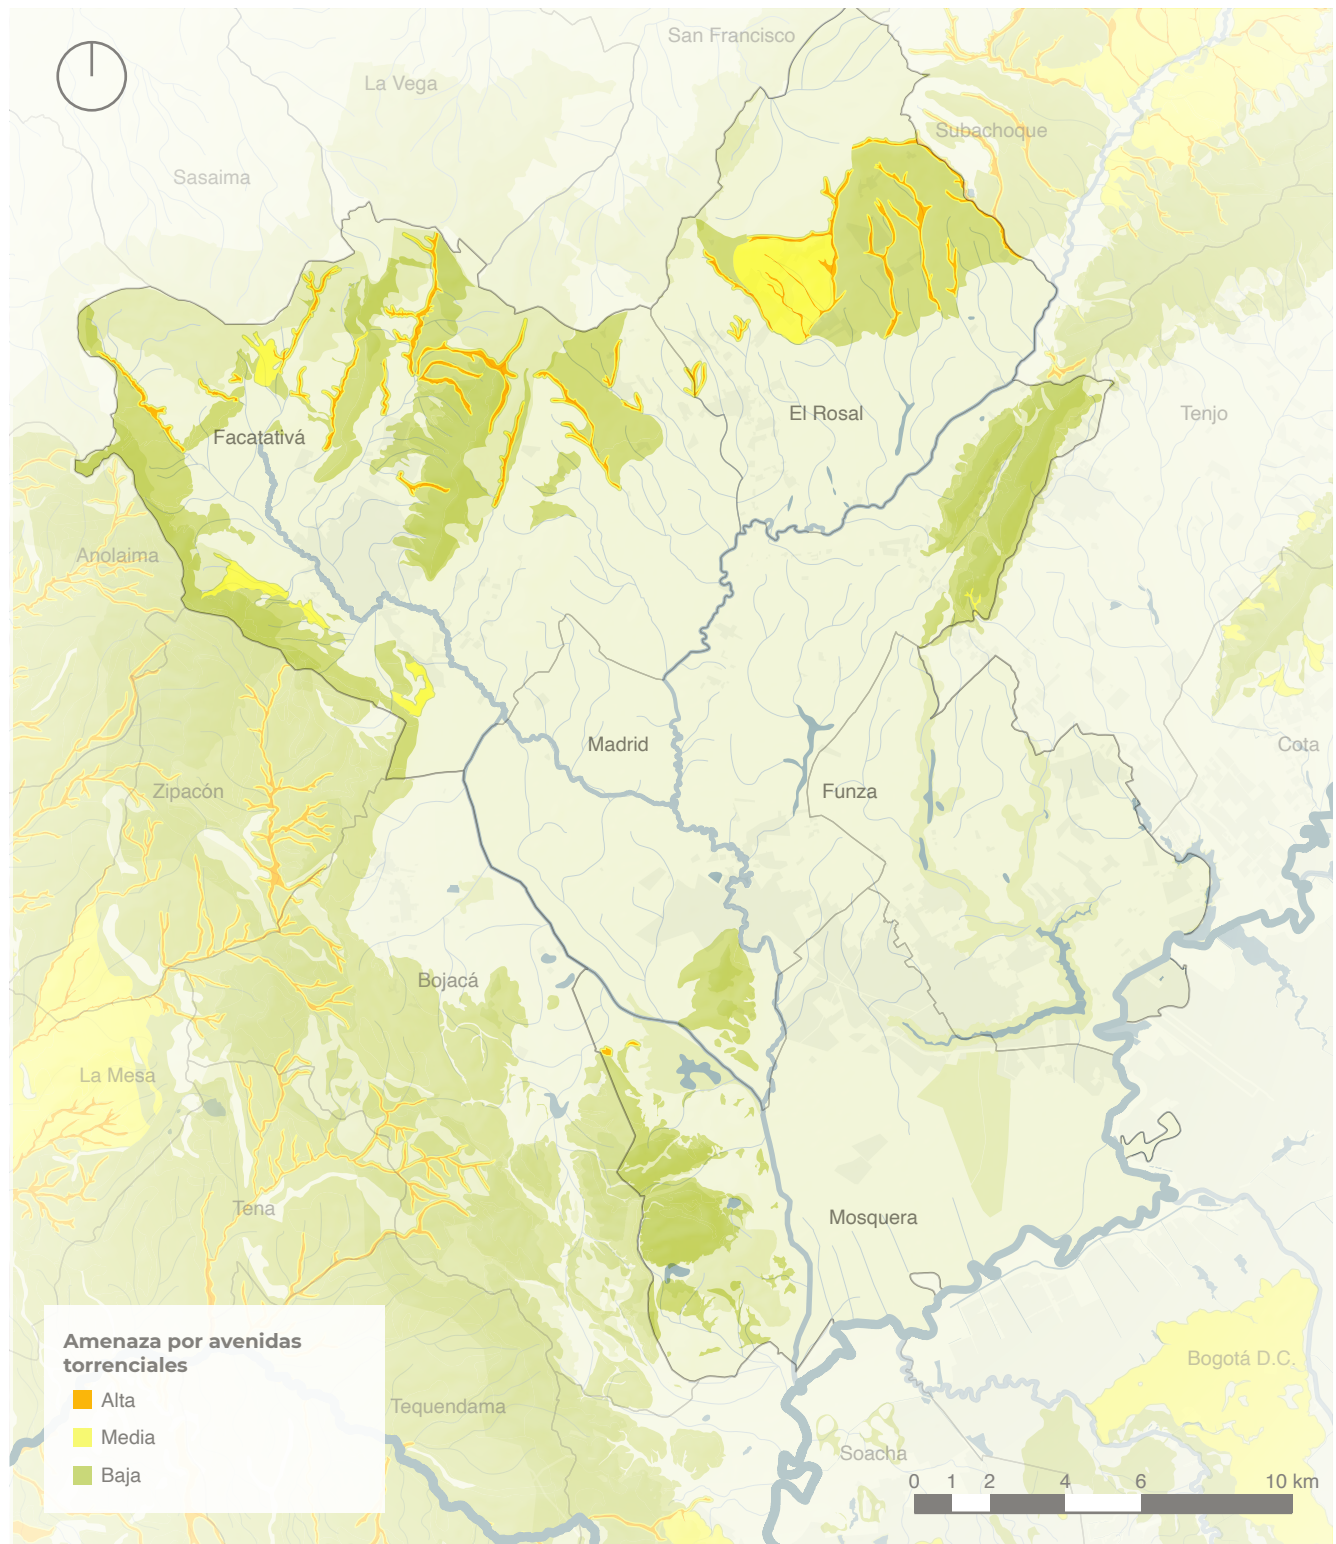 San Francisco
La Vega
Subachoque
Sasaima
El Rosal
Tenjo
Facatativá
Anolaima
Madrid
Cota
Zipacón
Funza
Bojacá
La Mesa
Tena
Mosquera
Amenaza por avenidas
torrenciales
Alta
Media
Baja
Bogotá D.C.
Tequendama
Soacha
0 1 2 4 6 10 km